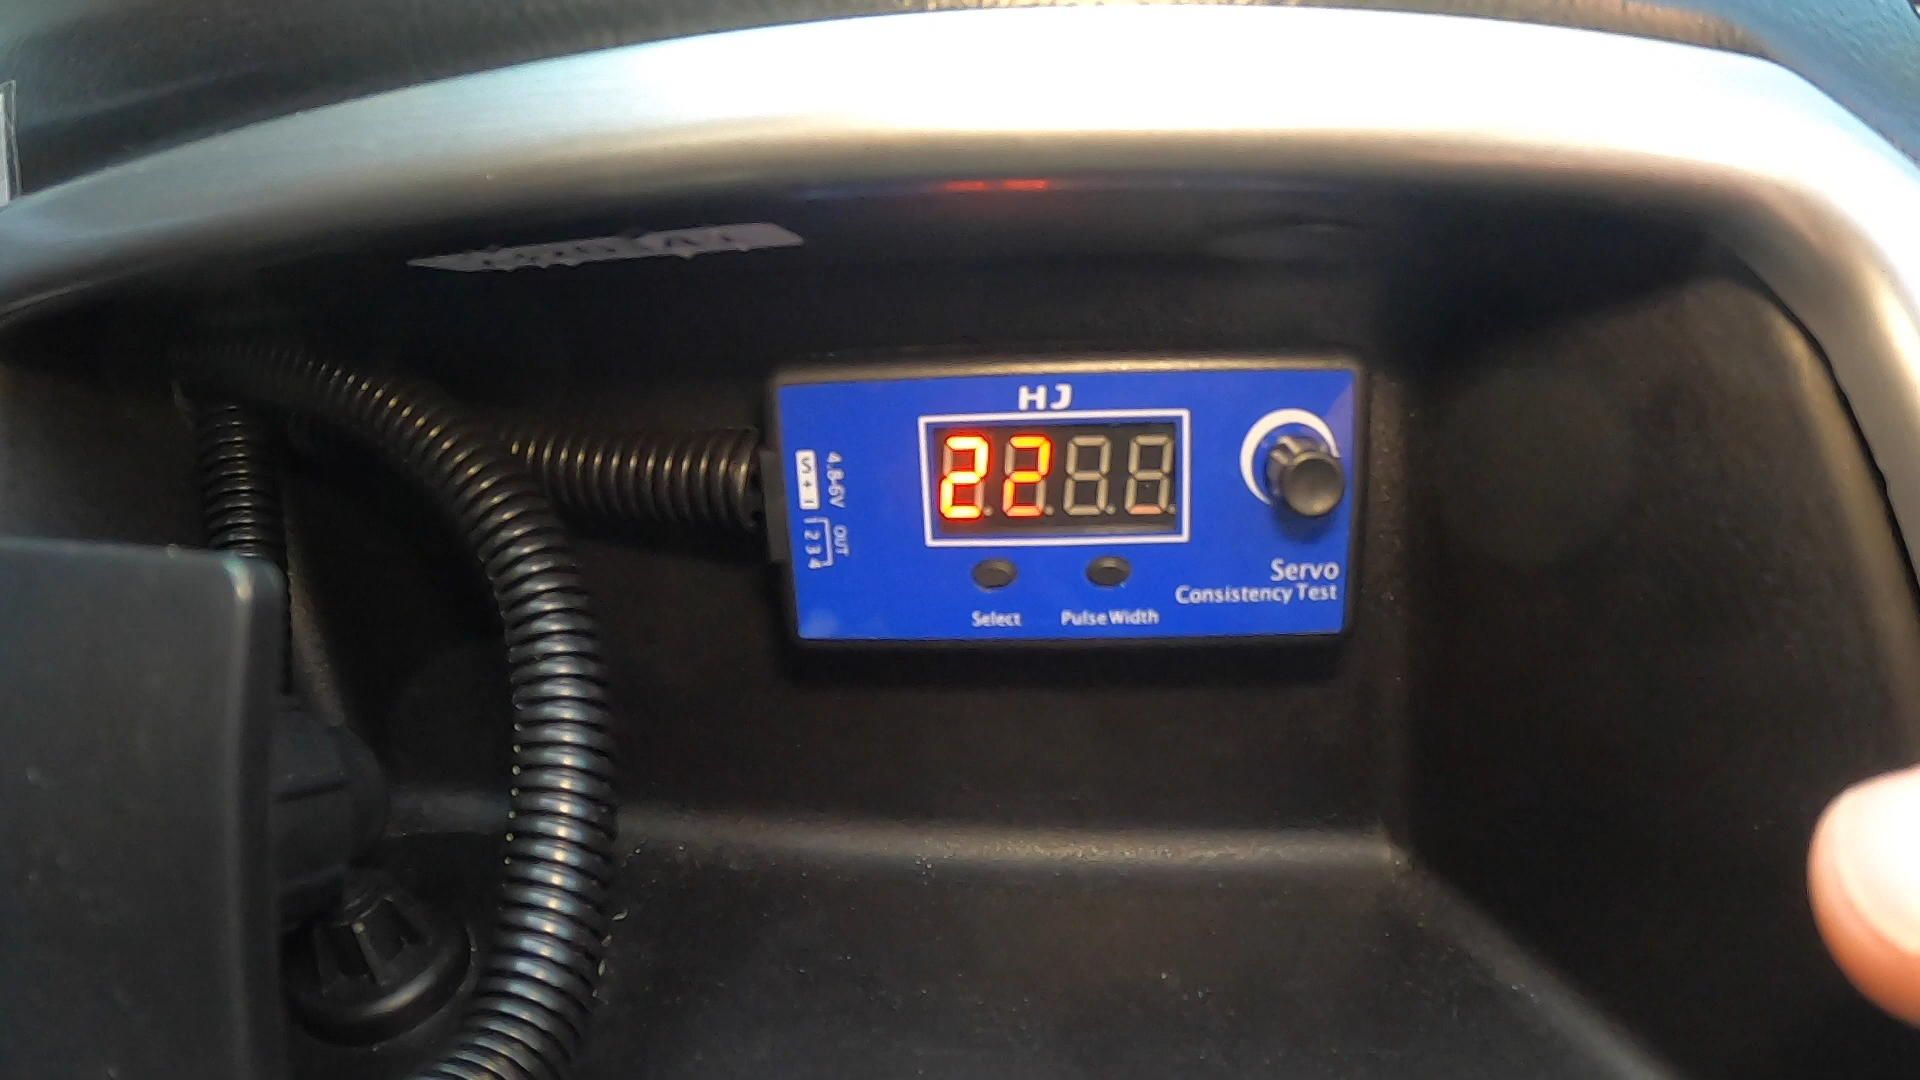 HJ
22
S + -
4.8-6V
1 2 3 4
OUT
Select
Pulse Width
Servo
Consistency Test